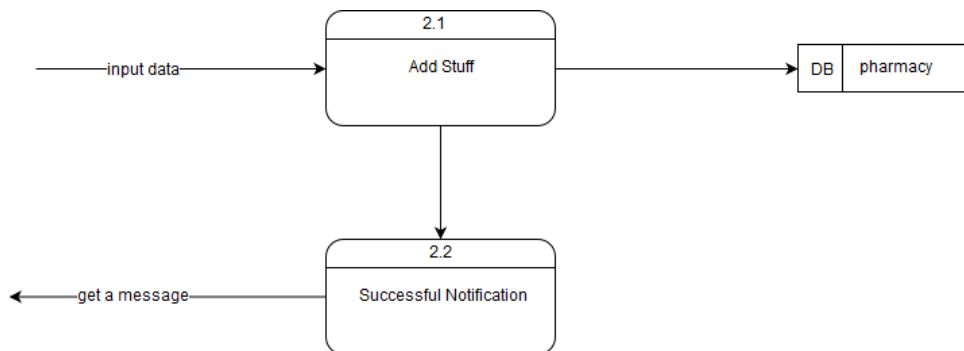 2.1
input data
Add Stuff
DB
pharmacy
2.2
get a message
Successful Notification